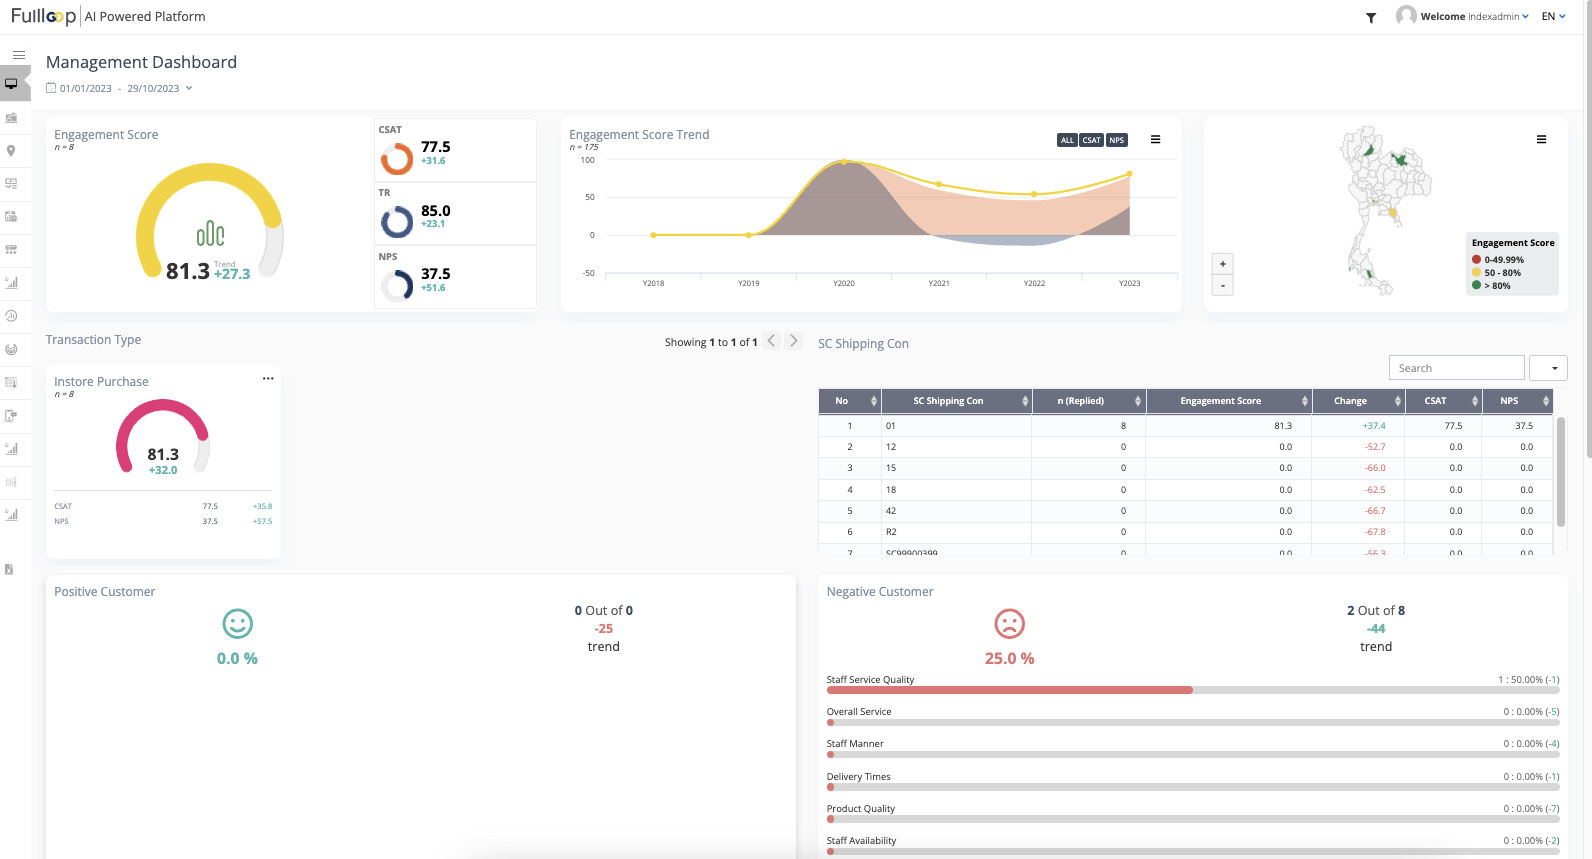 Fullloop AI Powered Platform
Welcome indexadmin EN
Management Dashboard
01/01/2023 - 29/10/2023
Engagement Score
n = 8
81.3
Trend
+27.3
CSAT
77.5
+31.6
TR
85.0
+23.1
NPS
37.5
+51.6
Engagement Score Trend
n = 175
ALL CSAT NPS
100
50
0
-50
Y2018 Y2019 Y2020 Y2021 Y2022 Y2023
+
-
Engagement Score
0-49.99%
50 - 80%
> 80%
Transaction Type
Showing 1 to 1 of 1
Instore Purchase
n = 8
81.3
+32.0
CSAT 77.5 +35.8
NPS 37.5 +57.5
SC Shipping Con
Search
No SC Shipping Con n (Replied) Engagement Score Change CSAT NPS
1 01 8 81.3 +37.4 77.5 37.5
2 12 0 0.0 -52.7 0.0 0.0
3 15 0 0.0 -66.0 0.0 0.0
4 18 0 0.0 -62.5 0.0 0.0
5 42 0 0.0 -66.7 0.0 0.0
6 R2 0 0.0 -67.8 0.0 0.0
7 SC99900399 0 0.0 -56.3 0.0 0.0
Positive Customer
0.0 %
0 Out of 0
-25
trend
Negative Customer
25.0 %
2 Out of 8
-44
trend
Staff Service Quality 1 : 50.00% (-1)
Overall Service 0 : 0.00% (-5)
Staff Manner 0 : 0.00% (-4)
Delivery Times 0 : 0.00% (-1)
Product Quality 0 : 0.00% (-7)
Staff Availability 0 : 0.00% (-2)